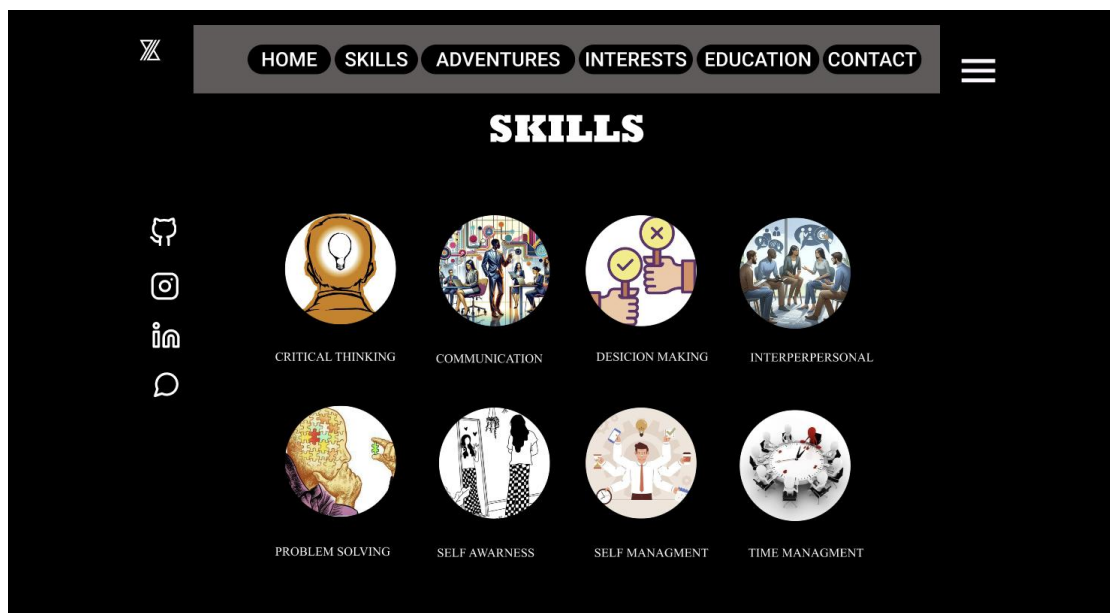 HOME SKILLS ADVENTURES INTERESTS EDUCATION CONTACT
SKILLS
CRITICAL THINKING COMMUNICATION DESICION MAKING INTERPERPERSONAL
PROBLEM SOLVING SELF AWARNESS SELF MANAGMENT TIME MANAGMENT